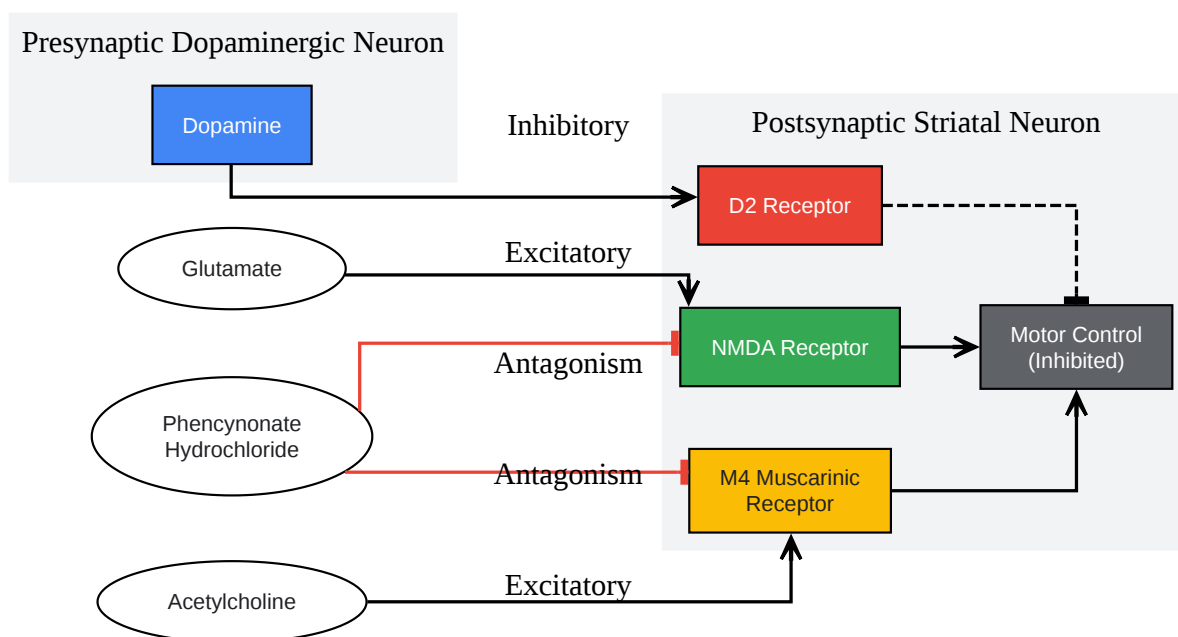 Presynaptic Dopaminergic Neuron
Dopamine
Inhibitory
Postsynaptic Striatal Neuron
D2 Receptor
Glutamate
Excitatory
NMDA Receptor
Motor Control
(Inhibited)
Antagonism
Phencynonate
Hydrochloride
Antagonism
M4 Muscarinic
Receptor
Acetylcholine
Excitatory